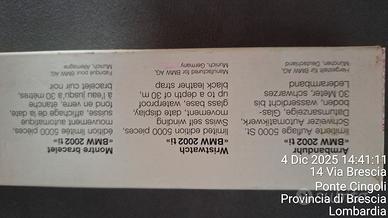 Armbanduhr
«BMW 2002 ti»
limitierte Auflage 5000 St.
Schweizer Automatikwerk,
Datumsanzeige, Glas-
boden, wasserdicht bis
30 Meter, schwarzes
Lederarmband
Hergestellt für BMW AG,
München, Deutschland
Wristwatch
«BMW 2002 ti»
limited edition 5000 pieces,
Swiss self winding
movement, date display,
glass base, waterproof
up to a depth of 30 m,
black leather strap
Manufactured for BMW AG,
Munich, Germany
Montre bracelet
«BMW 2002 ti»
édition limitée 5000 pièces,
mouvement automatique
suisse, affichage de la date,
fond en verre, étanche
à l'eau jusqu'à 30 mètres,
bracelet cuir noir
Fabriqué pour BMW AG,
Munich, Allemagne
4 Dic 2025 14:41:11
14 Via Brescia
Ponte Cingoli
Provincia di Brescia
Lombardia